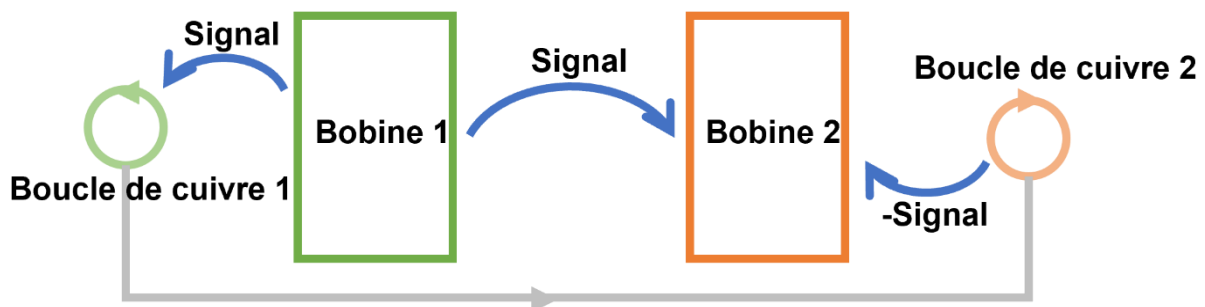 Signal
Signal
Boucle de cuivre 2
Bobine 1
Bobine 2
Boucle de cuivre 1
-Signal